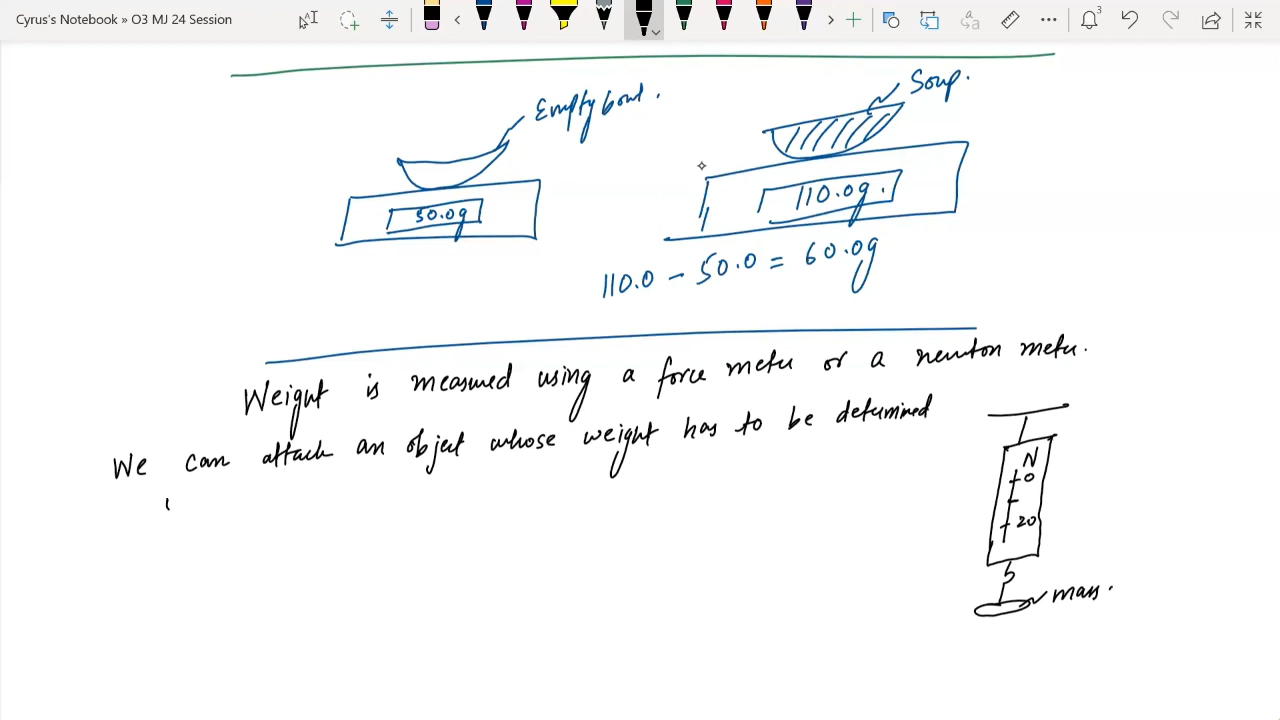 Cyrus's Notebook » O3 MJ 24 Session
3
Empty bowl.
Soup.
50.0g
110.0g.
110.0 - 50.0 = 60.0g
Weight is measured using a force meter or a newton meter.
We can attach an object whose weight has to be determined
N
0
20
mass.